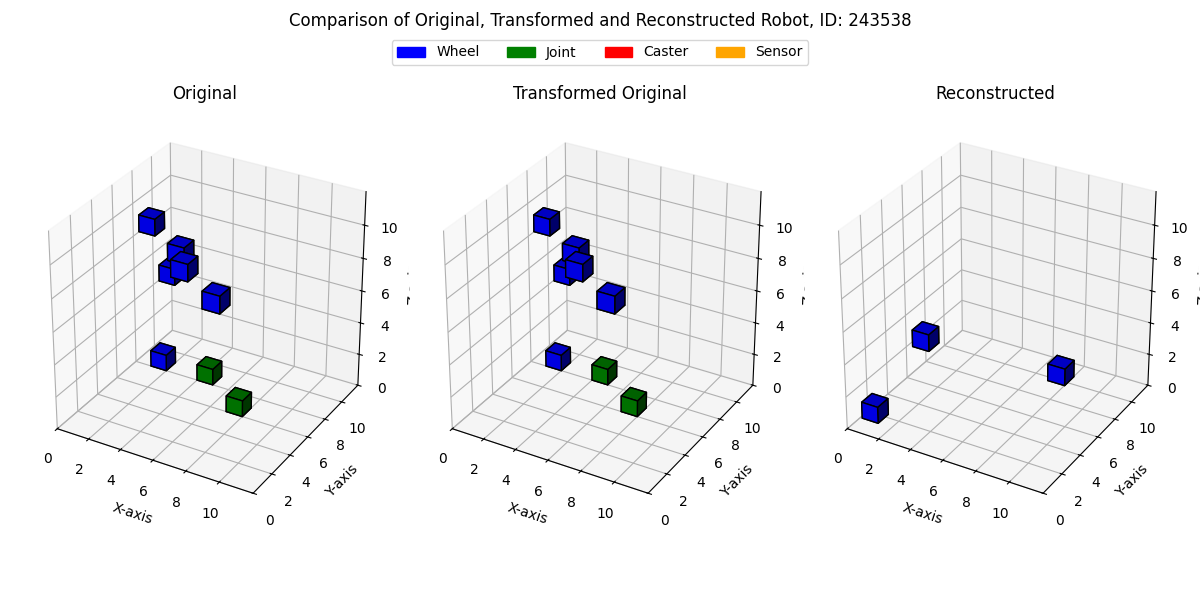 Comparison of Original, Transformed and Reconstructed Robot, ID: 243538
Wheel Joint Caster Sensor
Original Transformed Original Reconstructed
10
8
6
4
2
0
0 2 4 6 8 10
X-axis
0 2 4 6 8 10
Y-axis
10
8
6
4
2
0
0 2 4 6 8 10
X-axis
0 2 4 6 8 10
Y-axis
10
8
6
4
2
0
0 2 4 6 8 10
X-axis
0 2 4 6 8 10
Y-axis